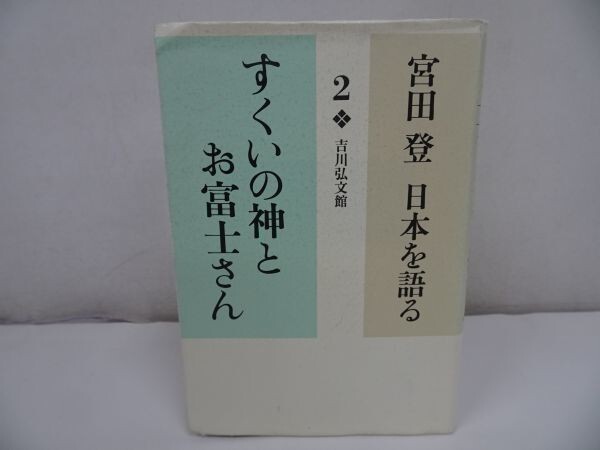 宮田 登 日本を語る
2❖吉川弘文館
すくいの神と
お富士さん